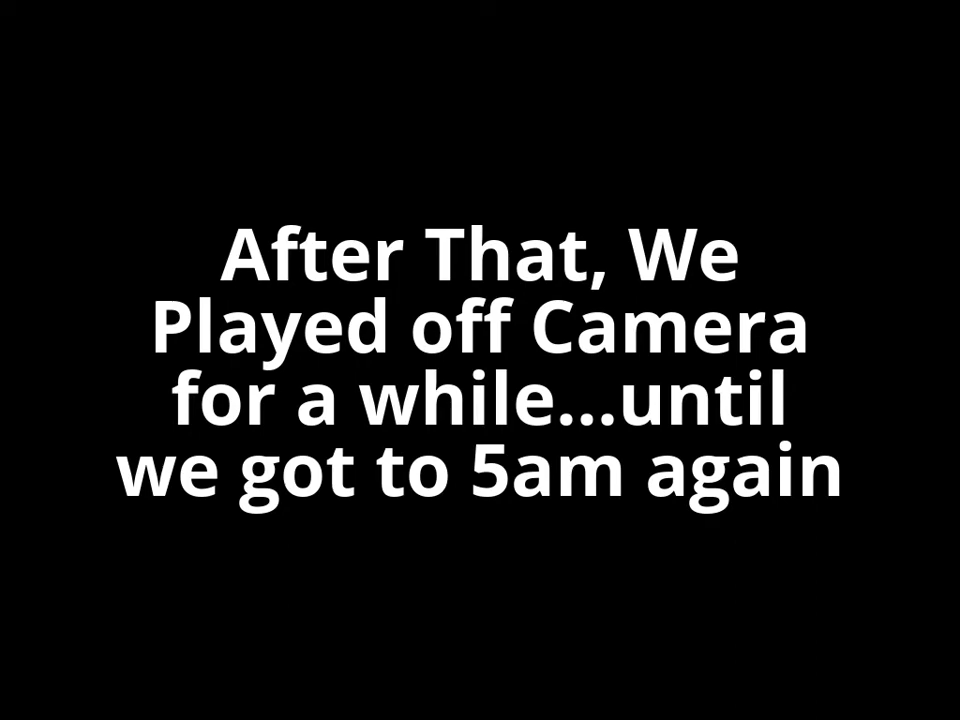 After That, We
Played off Camera
for a while...until
we got to 5am again